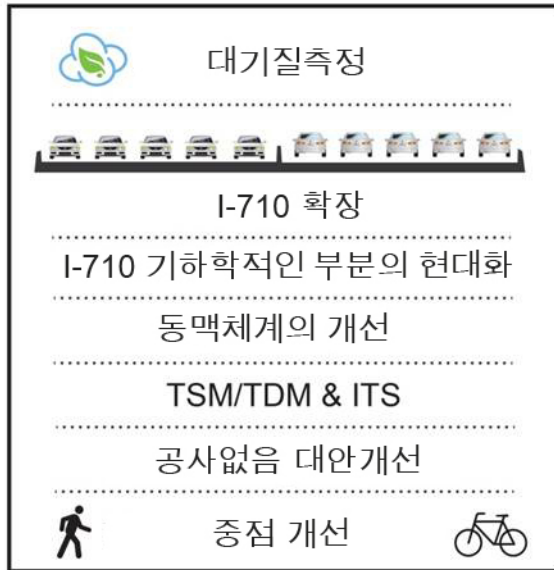 대기질측정
I-710 확장
I-710 기하학적인 부분의 현대화
동맥체계의 개선
TSM/TDM & ITS
공사없음 대안개선
중점 개선